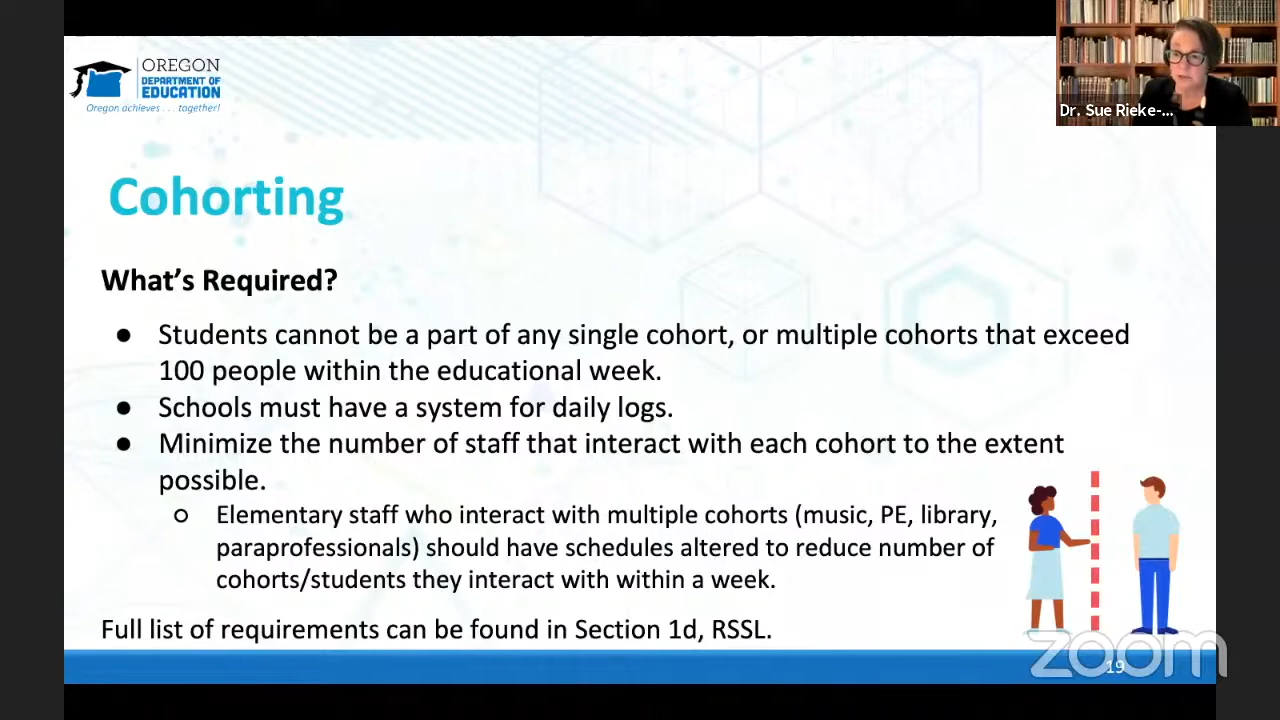 OREGON
DEPARTMENT OF
EDUCATION
Oregon achieves . . . together!
Dr. Sue Rieke-...
Cohorting
What's Required?
● Students cannot be a part of any single cohort, or multiple cohorts that exceed
100 people within the educational week.
● Schools must have a system for daily logs.
● Minimize the number of staff that interact with each cohort to the extent
possible.
○ Elementary staff who interact with multiple cohorts (music, PE, library,
paraprofessionals) should have schedules altered to reduce number of
cohorts/students they interact with within a week.
Full list of requirements can be found in Section 1d, RSSL.
zoom
19